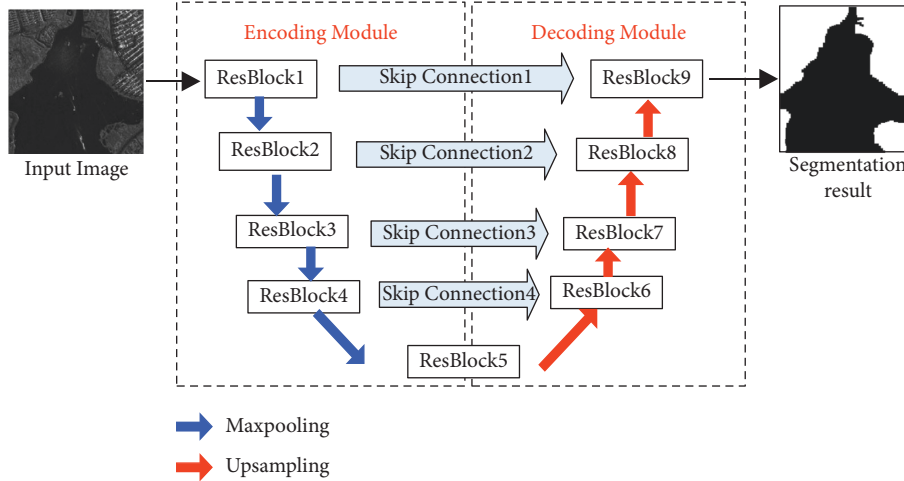 Encoding Module
Decoding Module
ResBlock1
Skip Connection1
ResBlock9
ResBlock2
Skip Connection2
ResBlock8
Input Image
Segmentation
result
ResBlock3
Skip Connection3
ResBlock7
ResBlock4
Skip Connection4
ResBlock6
ResBlock5
Maxpooling
Upsampling